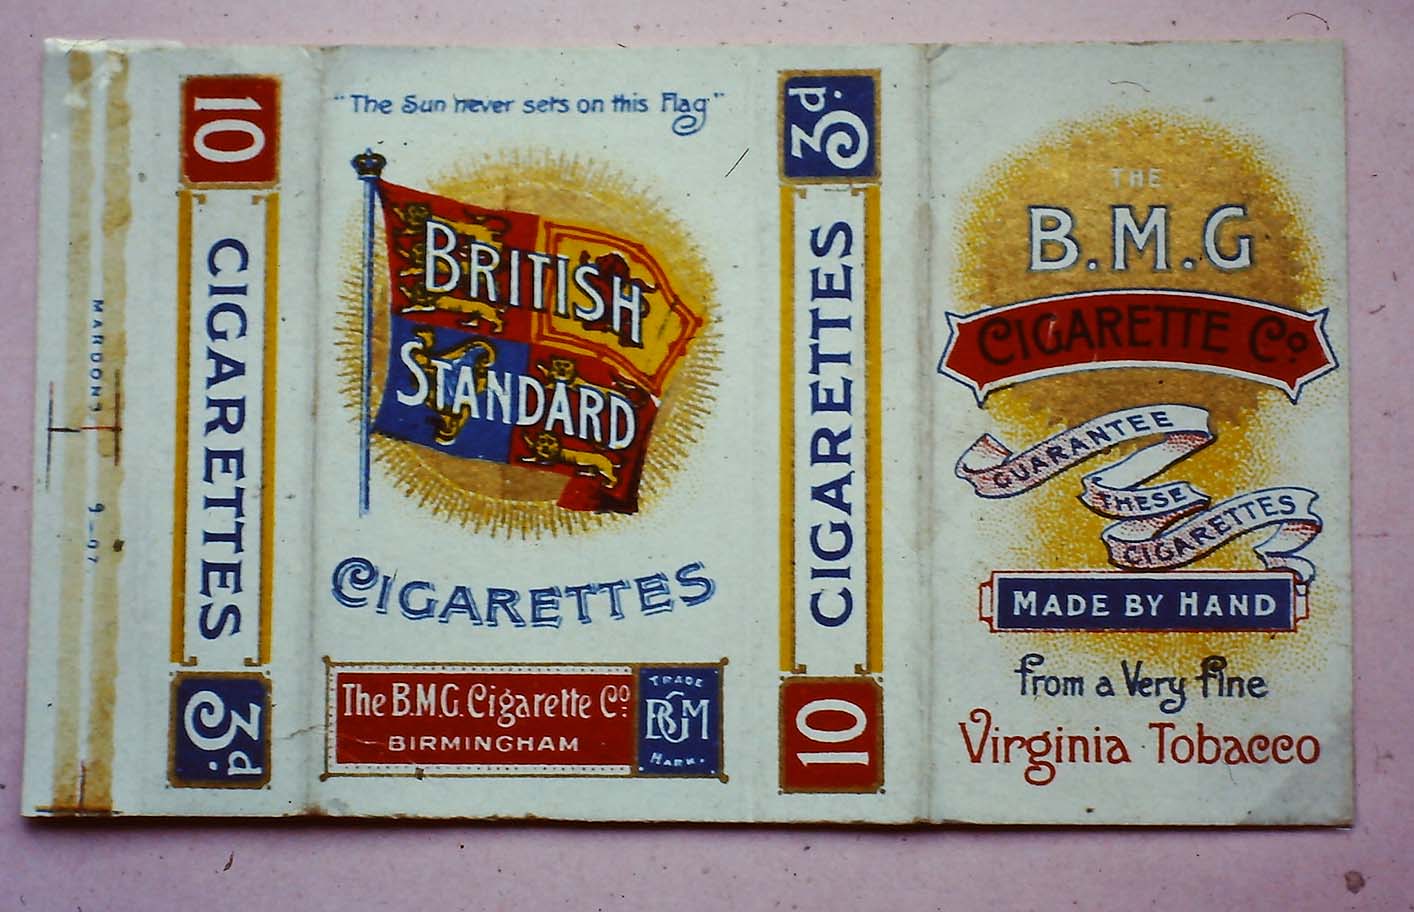 MARDONS
9-07
10
CIGARETTES
3d.
"The Sun never sets on this Flag"
BRITISH
STANDARD
CIGARETTES
The B.M.G. Cigarette Co.
BIRMINGHAM
TRADE
BMG
MARK.
3d.
CIGARETTES
10
THE
B.M.G
CIGARETTE Co.
GUARANTEE
THESE
CIGARETTES
MADE BY HAND
from a Very fine
Virginia Tobacco